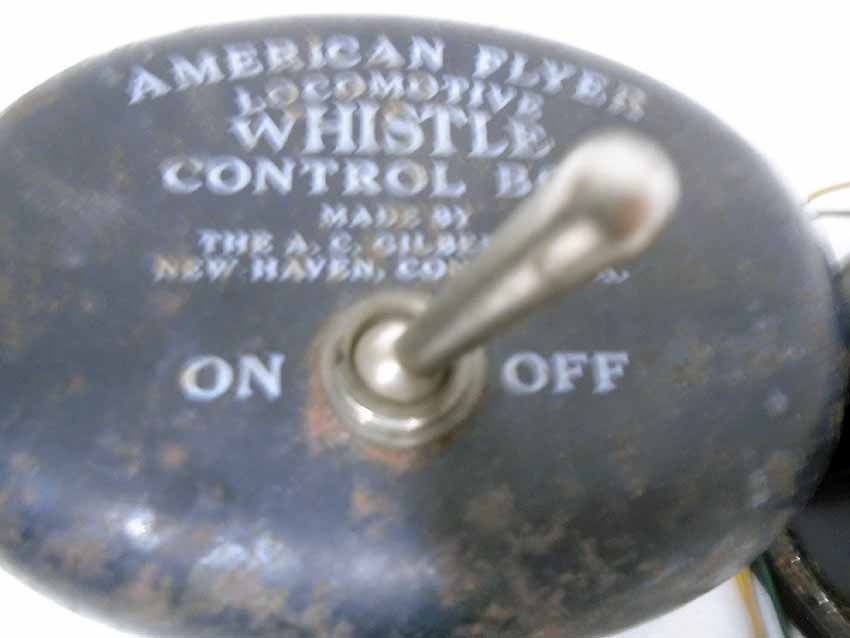 AMERICAN FLYER
LOCOMOTIVE
WHISTLE
CONTROL
MADE BY
THE A. C.
NEW HAVEN,
ON OFF